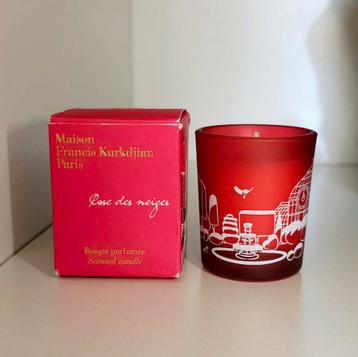 Maison
Francis Kurkdjian
Paris
Rose des neiges
Bougie parfumée
Scented candle